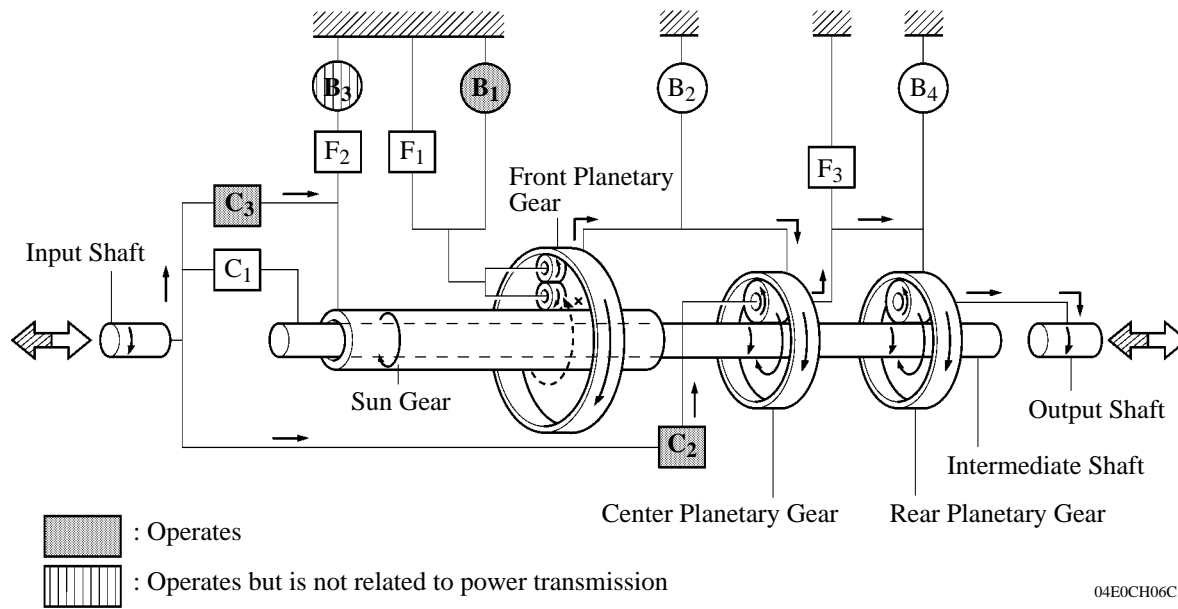 B3
B1
B2
B4
F2
F1
F3
Front Planetary
Gear
C3
Input Shaft
C1
×
Sun Gear
Output Shaft
C2
Intermediate Shaft
Center Planetary Gear
Rear Planetary Gear
: Operates
: Operates but is not related to power transmission
04E0CH06C